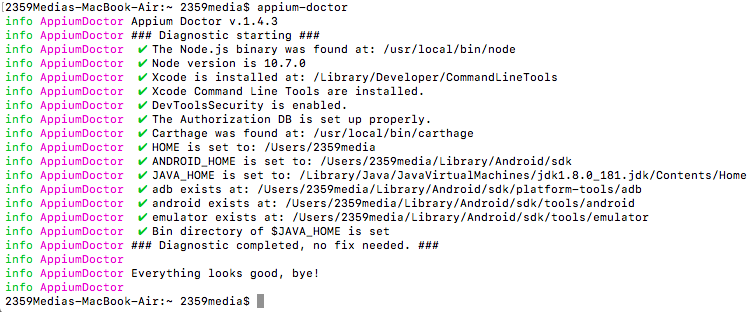 [2359Medias-MacBook-Air:~ 2359media$ appium-doctor
info AppiumDoctor Appium Doctor v.1.4.3
info AppiumDoctor ### Diagnostic starting ###
info AppiumDoctor  ✔ The Node.js binary was found at: /usr/local/bin/node
info AppiumDoctor  ✔ Node version is 10.7.0
info AppiumDoctor  ✔ Xcode is installed at: /Library/Developer/CommandLineTools
info AppiumDoctor  ✔ Xcode Command Line Tools are installed.
info AppiumDoctor  ✔ DevToolsSecurity is enabled.
info AppiumDoctor  ✔ The Authorization DB is set up properly.
info AppiumDoctor  ✔ Carthage was found at: /usr/local/bin/carthage
info AppiumDoctor  ✔ HOME is set to: /Users/2359media
info AppiumDoctor  ✔ ANDROID_HOME is set to: /Users/2359media/Library/Android/sdk
info AppiumDoctor  ✔ JAVA_HOME is set to: /Library/Java/JavaVirtualMachines/jdk1.8.0_181.jdk/Contents/Home
info AppiumDoctor  ✔ adb exists at: /Users/2359media/Library/Android/sdk/platform-tools/adb
info AppiumDoctor  ✔ android exists at: /Users/2359media/Library/Android/sdk/tools/android
info AppiumDoctor  ✔ emulator exists at: /Users/2359media/Library/Android/sdk/tools/emulator
info AppiumDoctor  ✔ Bin directory of $JAVA_HOME is set
info AppiumDoctor ### Diagnostic completed, no fix needed. ###
info AppiumDoctor
info AppiumDoctor Everything looks good, bye!
info AppiumDoctor
2359Medias-MacBook-Air:~ 2359media$